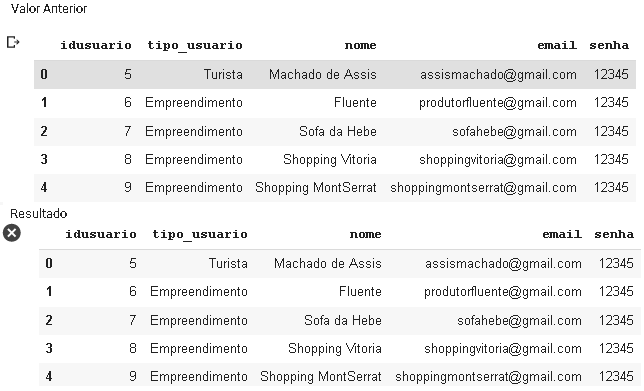 Valor Anterior
idusuario tipo_usuario nome email senha
0 5 Turista Machado de Assis assismachado@gmail.com 12345
1 6 Empreendimento Fluente produtorfluente@gmail.com 12345
2 7 Empreendimento Sofa da Hebe sofahebe@gmail.com 12345
3 8 Empreendimento Shopping Vitoria shoppingvitoria@gmail.com 12345
4 9 Empreendimento Shopping MontSerrat shoppingmontserrat@gmail.com 12345
Resultado
idusuario tipo_usuario nome email senha
0 5 Turista Machado de Assis assismachado@gmail.com 12345
1 6 Empreendimento Fluente produtorfluente@gmail.com 12345
2 7 Empreendimento Sofa da Hebe sofahebe@gmail.com 12345
3 8 Empreendimento Shopping Vitoria shoppingvitoria@gmail.com 12345
4 9 Empreendimento Shopping MontSerrat shoppingmontserrat@gmail.com 12345